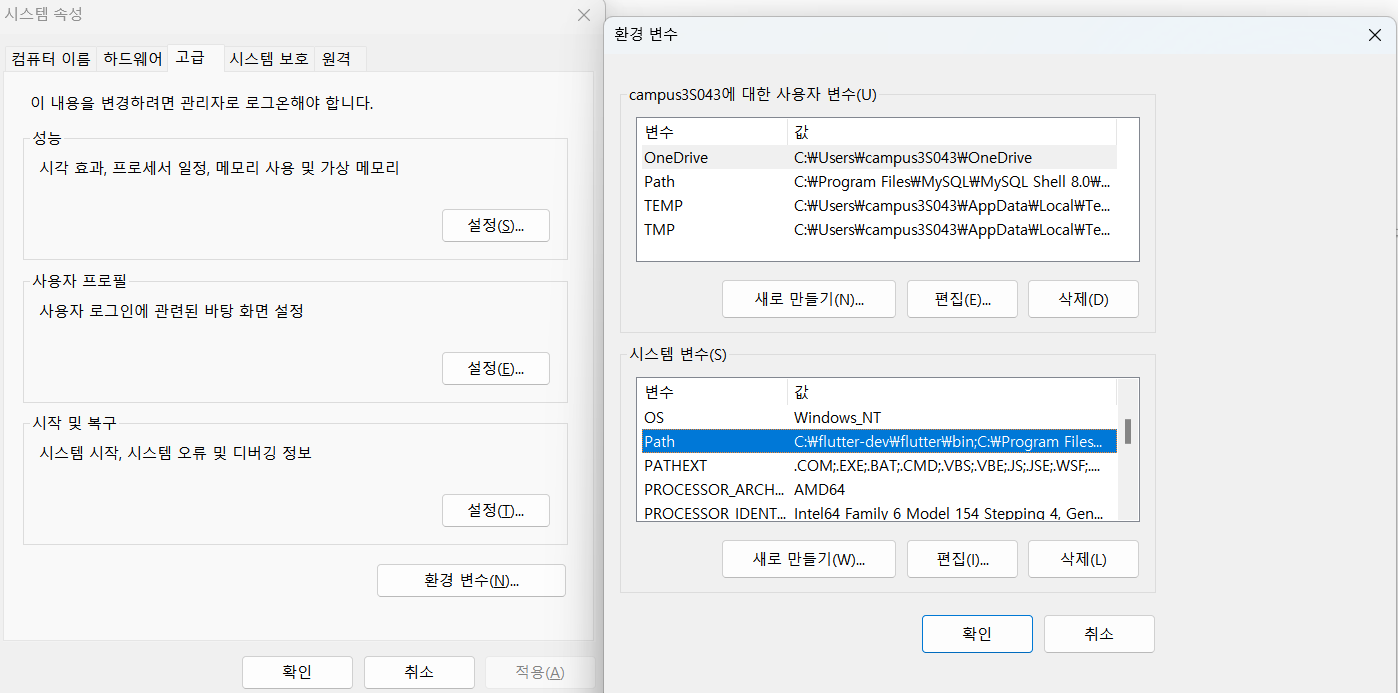 시스템 속성
컴퓨터 이름 하드웨어 고급 시스템 보호 원격
이 내용을 변경하려면 관리자로 로그온해야 합니다.
성능
시각 효과, 프로세서 일정, 메모리 사용 및 가상 메모리
설정(S)...
사용자 프로필
사용자 로그인에 관련된 바탕 화면 설정
설정(E)...
시작 및 복구
시스템 시작, 시스템 오류 및 디버깅 정보
설정(T)...
환경 변수(N)...
확인 취소 적용(A)
환경 변수
campus3S043에 대한 사용자 변수(U)
변수 값
OneDrive C:₩Users₩campus3S043₩OneDrive
Path C:₩Program Files₩MySQL₩MySQL Shell 8.0₩...
TEMP C:₩Users₩campus3S043₩AppData₩Local₩Te...
TMP C:₩Users₩campus3S043₩AppData₩Local₩Te...
새로 만들기(N)... 편집(E)... 삭제(D)
시스템 변수(S)
변수 값
OS Windows_NT
Path C:₩flutter-dev₩flutter₩bin;C:₩Program Files...
PATHEXT .COM;.EXE;.BAT;.CMD;.VBS;.VBE;.JS;.JSE;.WSF;....
PROCESSOR_ARCH... AMD64
PROCESSOR_IDENT... Intel64 Family 6 Model 154 Stepping 4, Gen...
새로 만들기(W)... 편집(I)... 삭제(L)
확인 취소